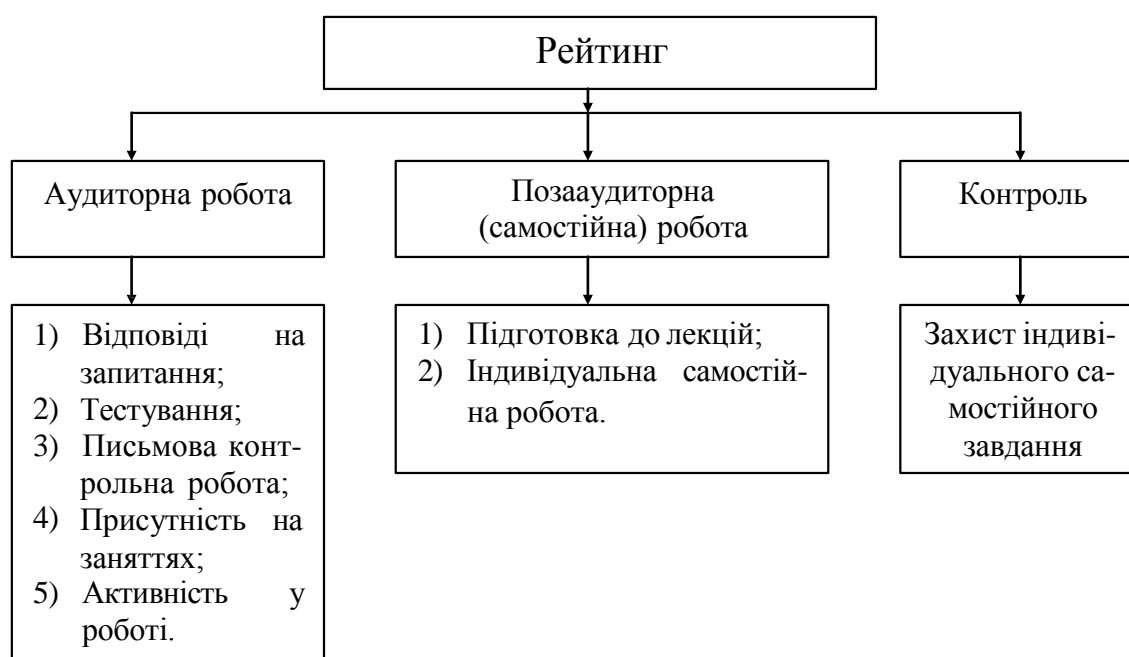 Рейтинг
Аудиторна робота
Позааудиторна
(самостійна) робота
Контроль
1) Відповіді на
запитання;
2) Тестування;
3) Письмова конт-
рольна робота;
4) Присутність на
заняттях;
5) Активність у
роботі.
1) Підготовка до лекцій;
2) Індивідуальна самостій-
на робота.
Захист індиві-
дуального са-
мостійного
завдання